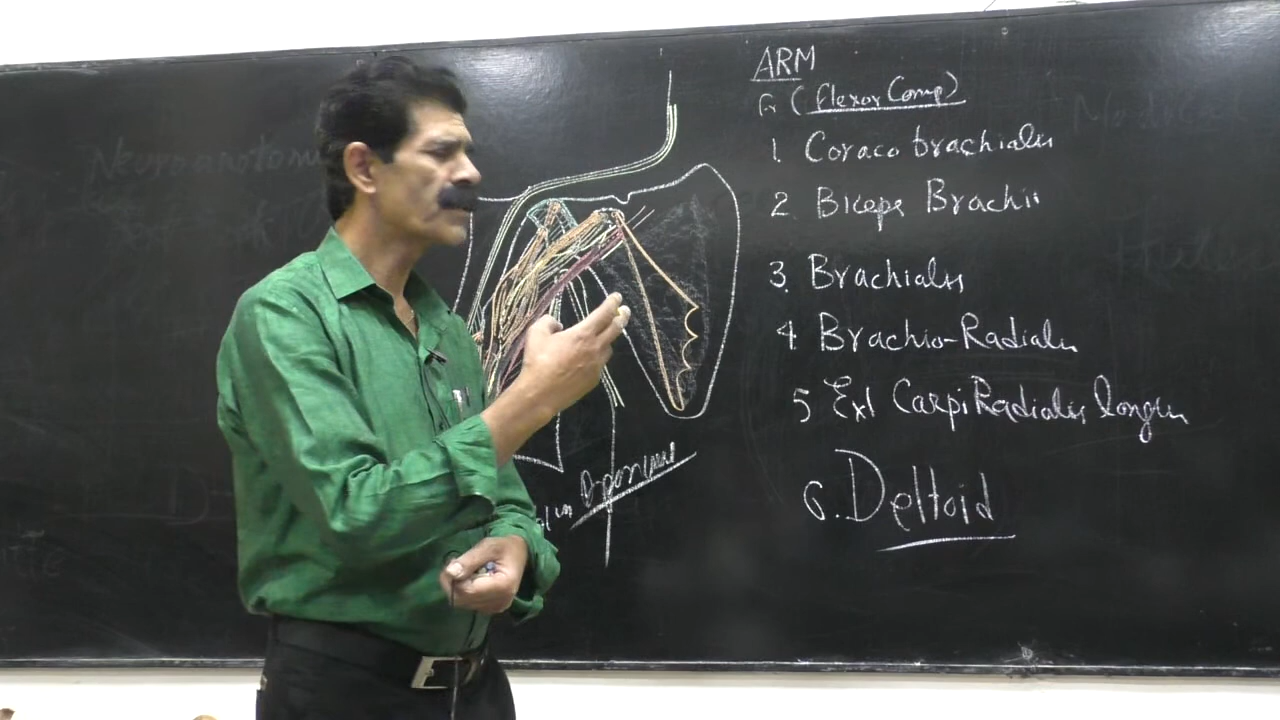 ARM
(flexor Comp)
1. Coraco brachialis
2 Biceps Brachii
3. Brachialis
4. Brachio-Radialis
5 Ext Carpi Radialis longus
6. Deltoid